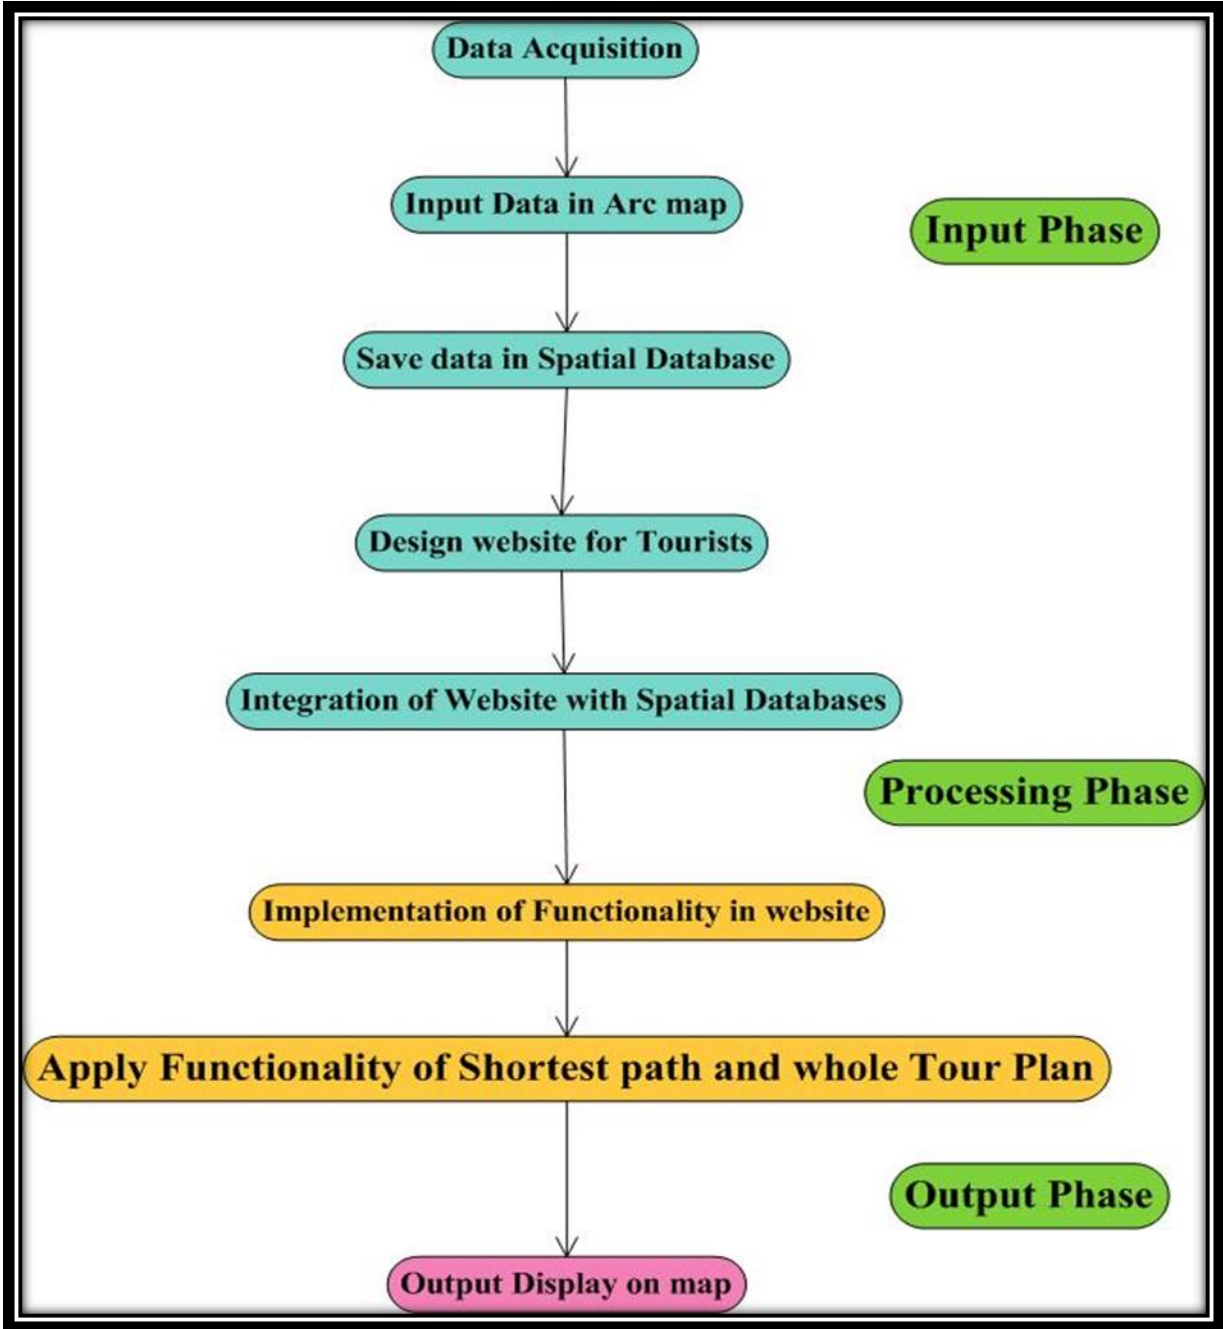 Data Acquisition
Input Data in Arc map
Input Phase
Save data in Spatial Database
Design website for Tourists
Integration of Website with Spatial Databases
Processing Phase
Implementation of Functionality in website
Apply Functionality of Shortest path and whole Tour Plan
Output Phase
Output Display on map